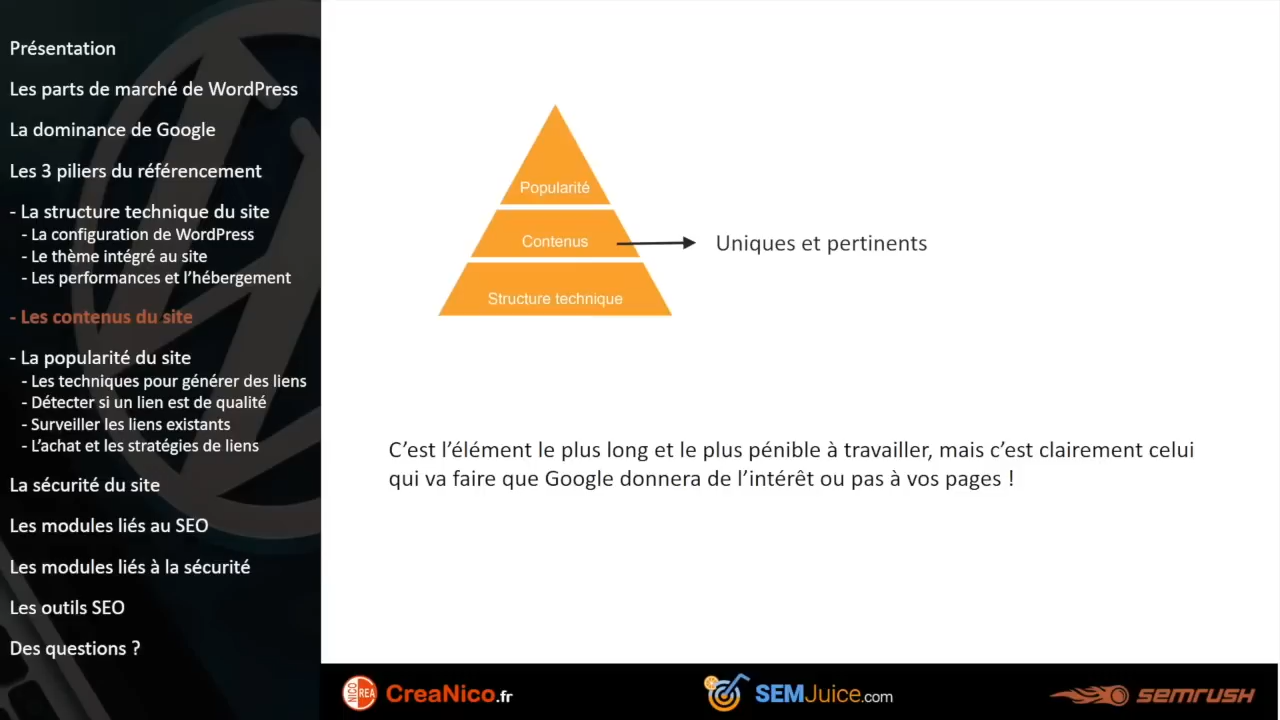 Présentation
Les parts de marché de WordPress
La dominance de Google
Les 3 piliers du référencement
- La structure technique du site
- La configuration de WordPress
- Le thème intégré au site
- Les performances et l’hébergement
- Les contenus du site
- La popularité du site
- Les techniques pour générer des liens
- Détecter si un lien est de qualité
- Surveiller les liens existants
- L’achat et les stratégies de liens
La sécurité du site
Les modules liés au SEO
Les modules liés à la sécurité
Les outils SEO
Des questions ?
Popularité
Contenus
Uniques et pertinents
Structure technique
C’est l’élément le plus long et le plus pénible à travailler, mais c’est clairement celui
qui va faire que Google donnera de l’intérêt ou pas à vos pages !
NICO CREA CreaNico.fr
SEMJuice.com
semrush